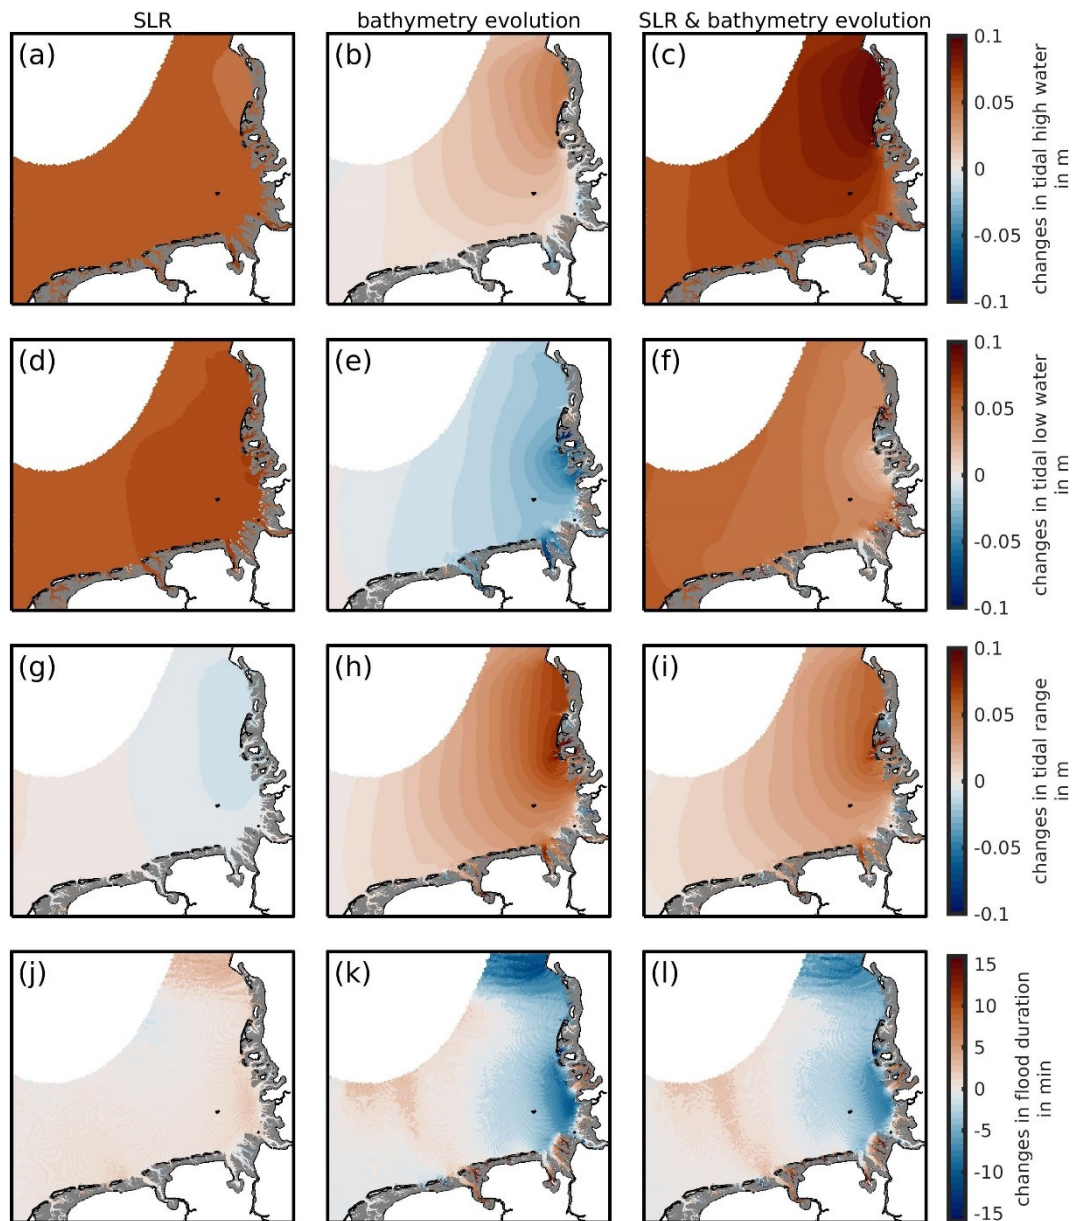 SLR bathymetry evolution SLR & bathymetry evolution
(a) (b) (c)
0.1
0.05
0
-0.05
-0.1
changes in tidal high water
in m
(d) (e) (f)
0.1
0.05
0
-0.05
-0.1
changes in tidal low water
in m
(g) (h) (i)
0.1
0.05
0
-0.05
-0.1
changes in tidal range
in m
(j) (k) (l)
15
10
5
0
-5
-10
-15
changes in flood duration
in min